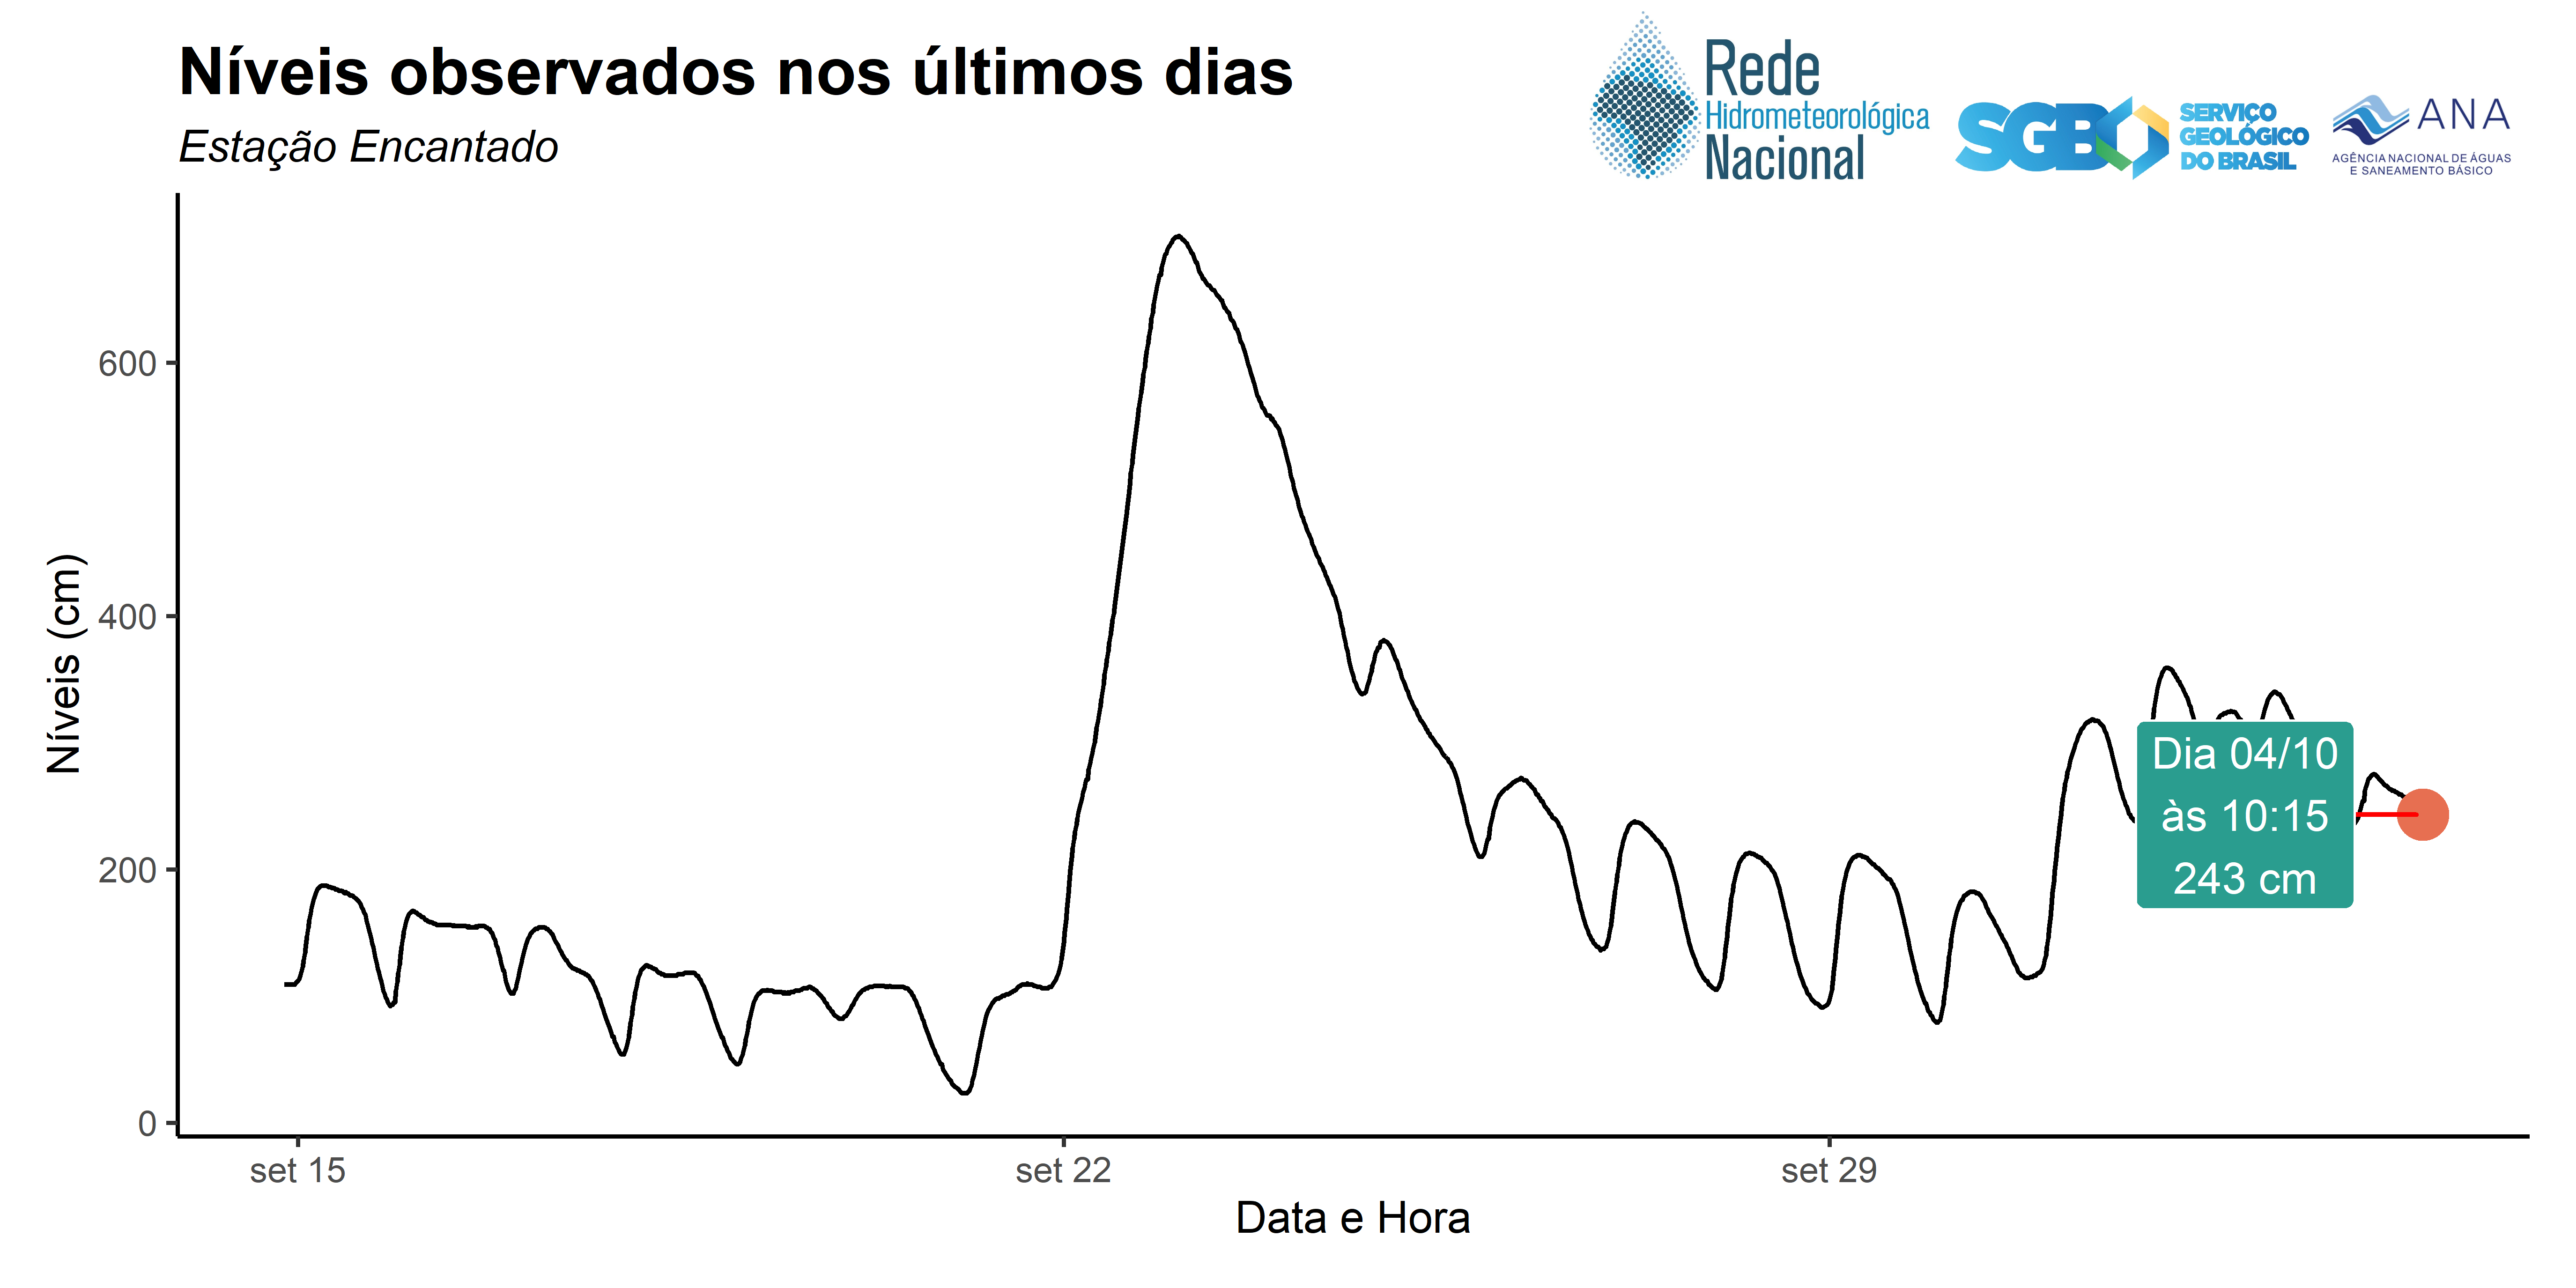 Níveis observados nos últimos dias
Estação Encantado
Rede
Hidrometeorológica
Nacional
SGB
SERVIÇO
GEOLÓGICO
DO BRASIL
ANA
AGÊNCIA NACIONAL DE ÁGUAS
E SANEAMENTO BÁSICO
Níveis (cm)
600
400
200
0
Dia 04/10
às 10:15
243 cm
set 15
set 22
set 29
Data e Hora